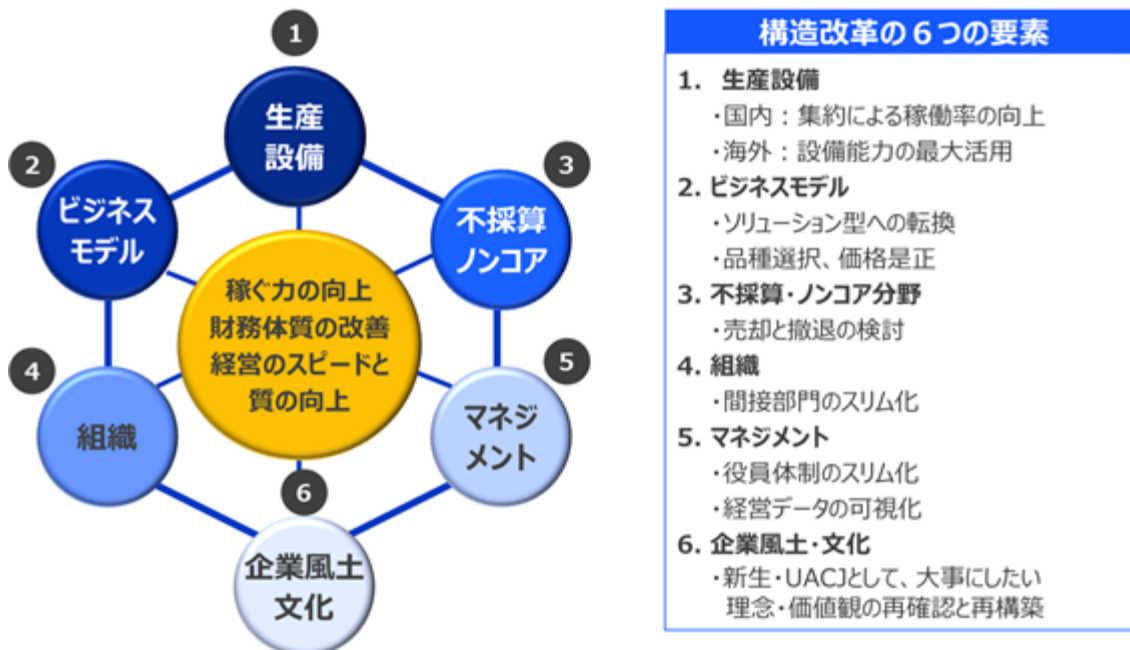 1
生産
設備
2
ビジネス
モデル
3
不採算
ノンコア
稼ぐ力の向上
財務体質の改善
経営のスピードと
質の向上
4
組織
5
マネジ
メント
6
企業風土
文化
構造改革の6つの要素
1. 生産設備
・国内：集約による稼働率の向上
・海外：設備能力の最大活用
2. ビジネスモデル
・ソリューション型への転換
・品種選択、価格是正
3. 不採算・ノンコア分野
・売却と撤退の検討
4. 組織
・間接部門のスリム化
5. マネジメント
・役員体制のスリム化
・経営データの可視化
6. 企業風土・文化
・新生・UACJとして、大事にしたい
理念・価値観の再確認と再構築